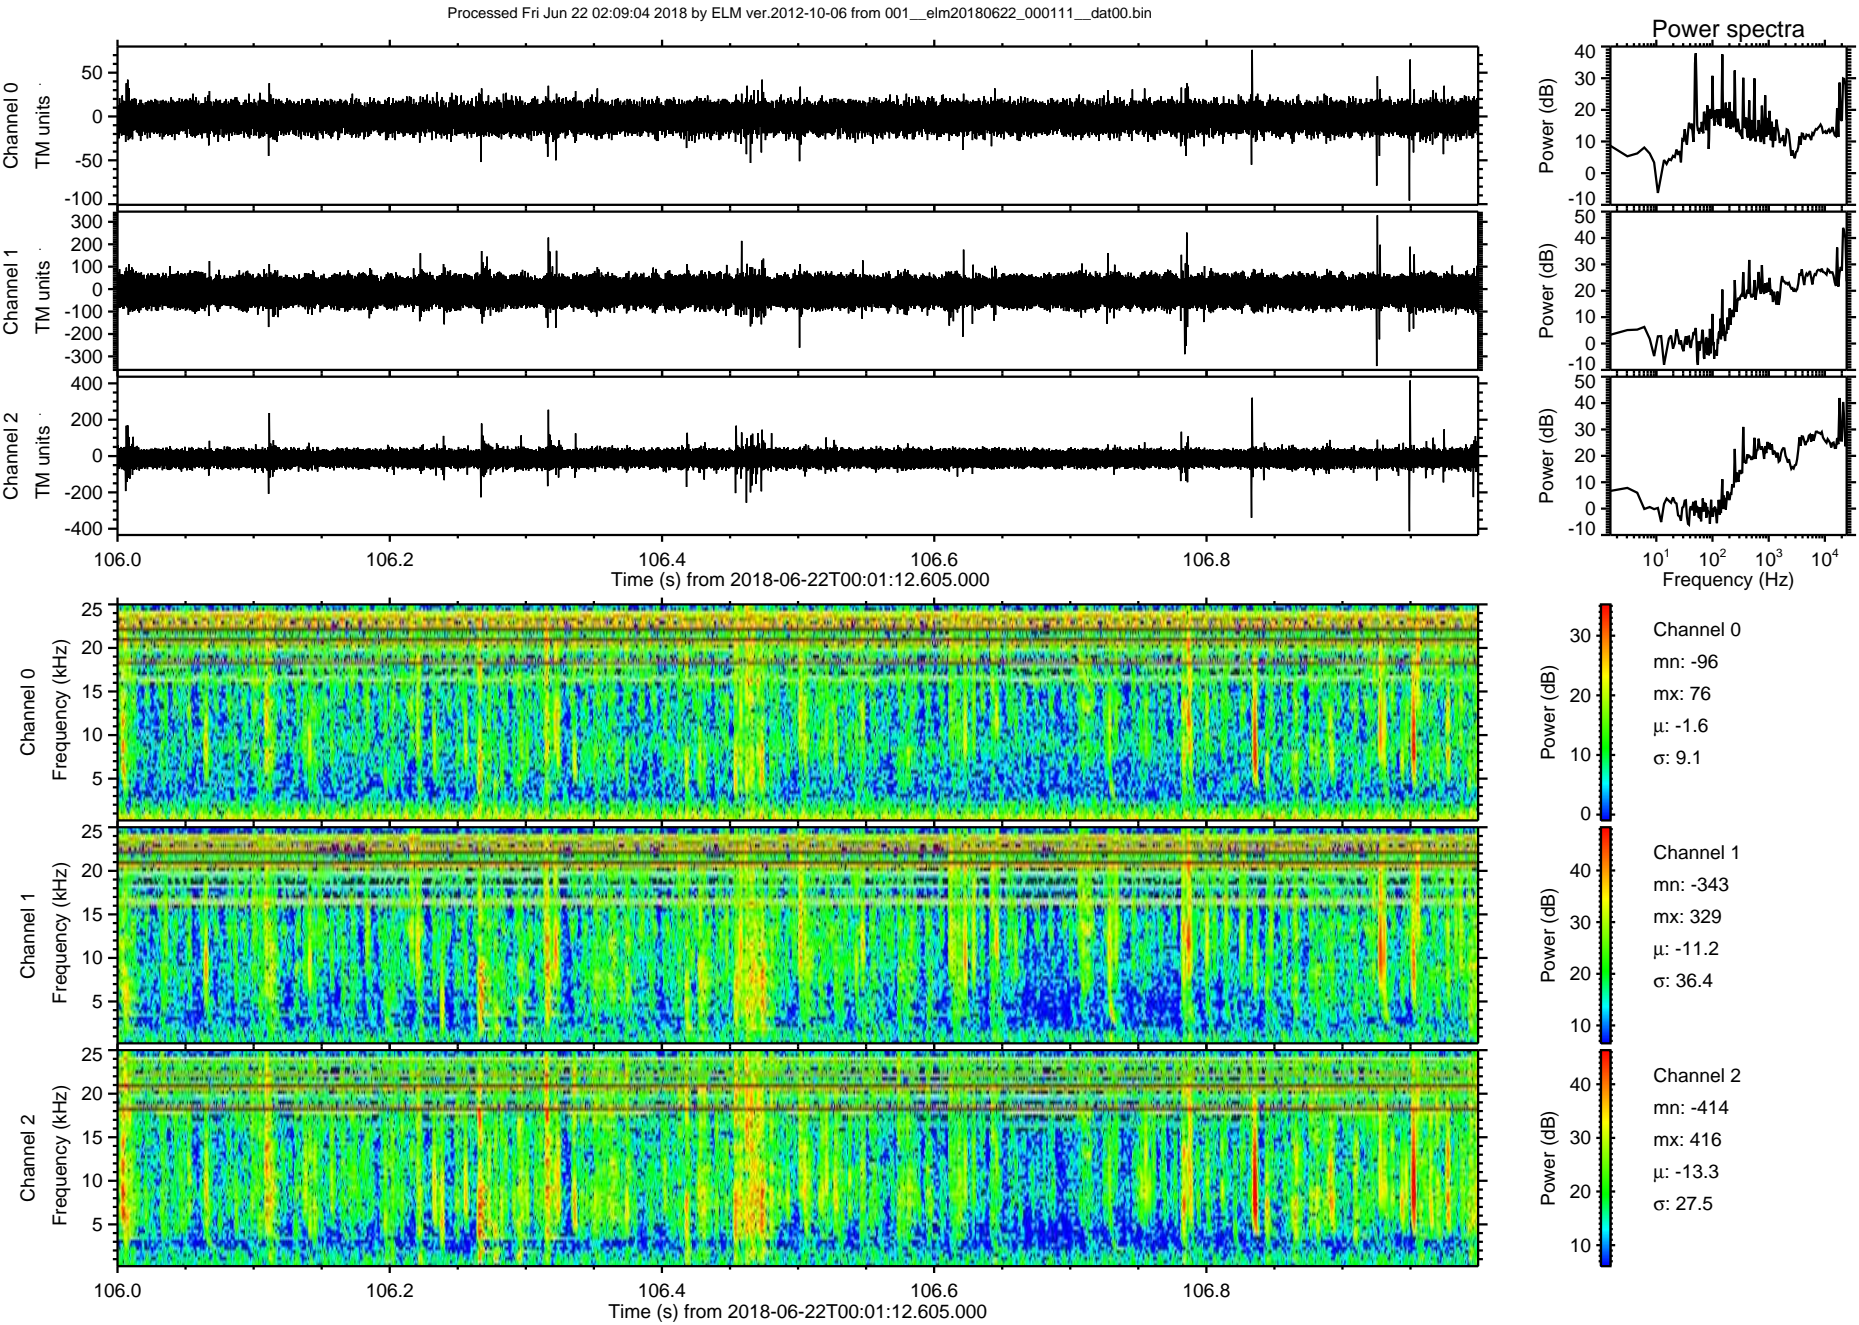 Processed Fri Jun 22 02:09:04 2018 by ELM ver.2012-10-06 from 001__elm20180622_000111__dat00.bin
Power spectra
Channel 0
TM units
50
0
-50
-100
Power (dB)
40
30
20
10
0
-10
Channel 1
TM units
300
200
100
0
-100
-200
-300
Power (dB)
50
40
30
20
10
0
-10
Channel 2
TM units
400
200
0
-200
-400
Power (dB)
50
40
30
20
10
0
-10
106.0 106.2 106.4 106.6 106.8
Time (s) from 2018-06-22T00:01:12.605.000
10¹ 10² 10³ 10⁴
Frequency (Hz)
Channel 0
Frequency (kHz)
25
20
15
10
5
Power (dB)
30
20
10
0
Channel 0
mn: -96
mx: 76
μ: -1.6
σ: 9.1
Channel 1
Frequency (kHz)
25
20
15
10
5
Power (dB)
40
30
20
10
Channel 1
mn: -343
mx: 329
μ: -11.2
σ: 36.4
Channel 2
Frequency (kHz)
25
20
15
10
5
Power (dB)
40
30
20
10
Channel 2
mn: -414
mx: 416
μ: -13.3
σ: 27.5
106.0 106.2 106.4 106.6 106.8
Time (s) from 2018-06-22T00:01:12.605.000